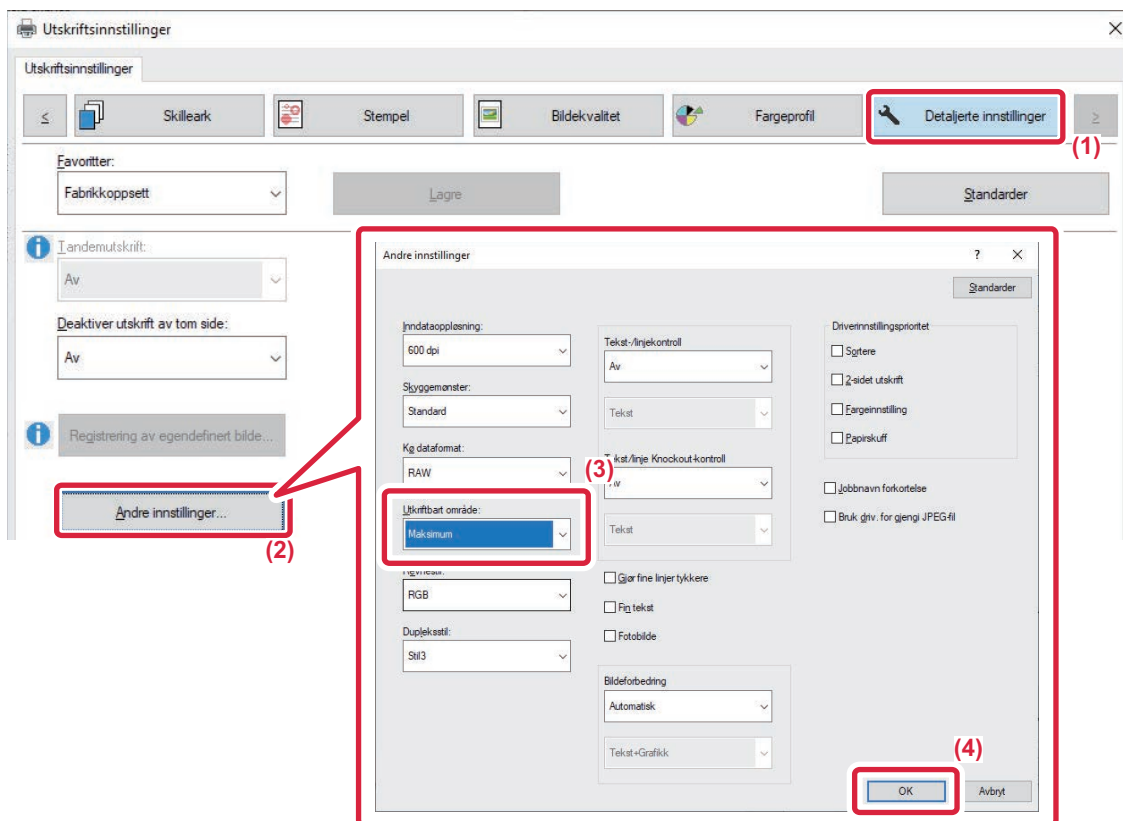 Utskriftsinnstillinger
Utskriftsinnstillinger
< Skilleark Stempel Bildekvalitet Fargeprofil Detaljerte innstillinger >
(1)
Favoritter:
Fabrikkoppsett
Lagre
Standarder
Tandemutskrift:
Av
Deaktiver utskrift av tom side:
Av
Registrering av egendefinert bilde...
Andre innstillinger...
(2)
Andre innstillinger ?
Standarder
Inndataoppløsning:
600 dpi
Skyggemønster:
Standard
Kø dataformat:
RAW
(3)
Utkriftbart område:
Maksimum
RGB
Dupleksstil:
Stil3
Tekst-/linjekontroll
Av
Tekst
Tekst/linje Knockout-kontroll
Av
Tekst
Gjør fine linjer tykkere
Fin tekst
Fotobilde
Bildeforbedring
Automatisk
Tekst+Grafikk
Driverinnstillingsprioritet
Sortere
2-sidet utskrift
Fargeinnstilling
Papirskuff
Jobbnavn forkortelse
Bruk driv. for gjengi JPEG-fil
(4)
OK Avbryt